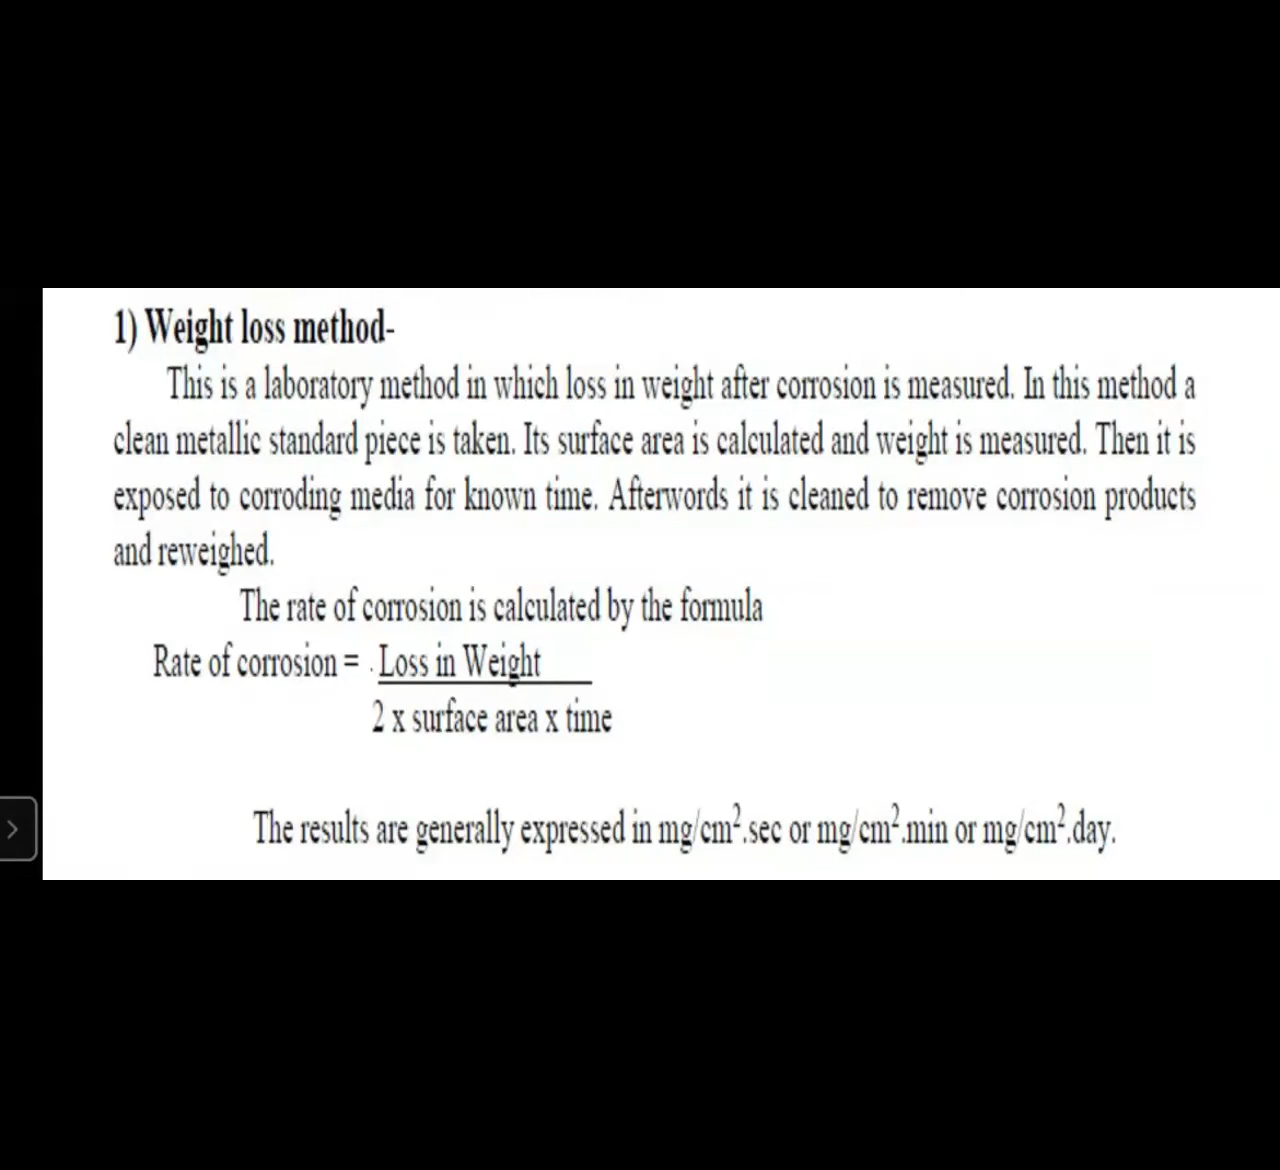 1) Weight loss method-
This is a laboratory method in which loss in weight after corrosion is measured. In this method a
clean metallic standard piece is taken. Its surface area is calculated and weight is measured. Then it is
exposed to corroding media for known time. Afterwords it is cleaned to remove corrosion products
and reweighed.
The rate of corrosion is calculated by the formula
Rate of corrosion = Loss in Weight
2 x surface area x time
The results are generally expressed in mg/cm².sec or mg/cm².min or mg/cm².day.